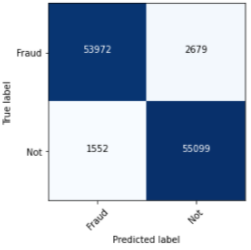 53972 2679
Fraud
True label
1552 55099
Not
Fraud Not
Predicted label